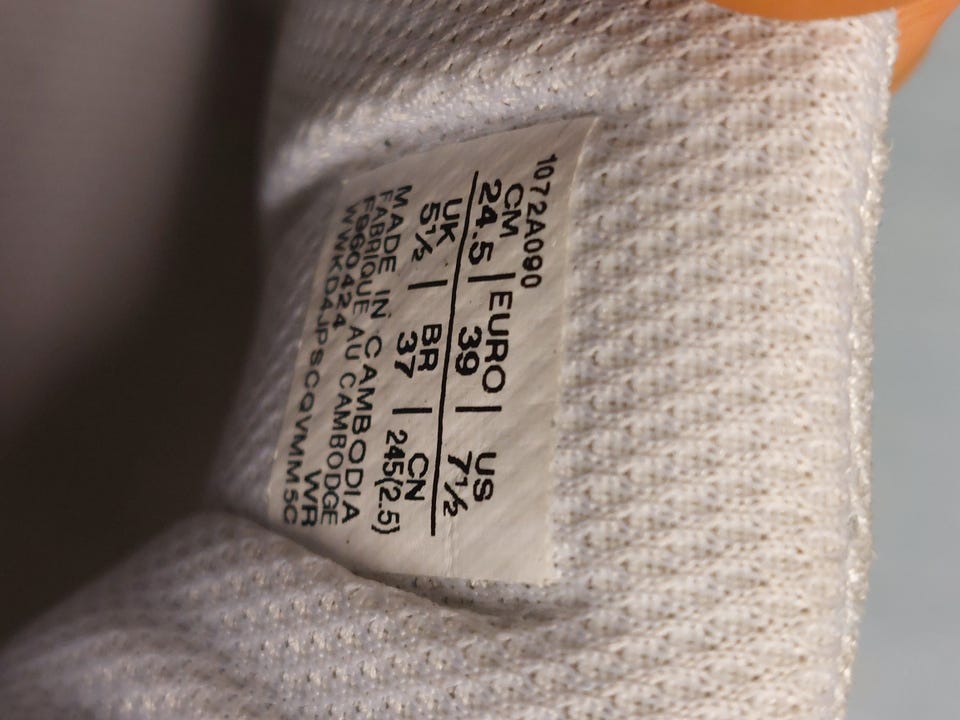 1072A090
CM | EURO | US
24.5 | 39 | 7½
UK | BR | CN
5½ | 37 | 245(2.5)
MADE IN CAMBODIA
FABRIQUE AU CAMBODGE
F960424 WR
WWKD4JPSCQVMM5C